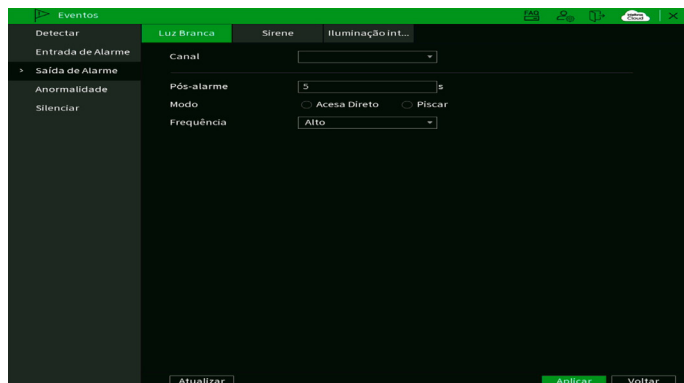 Eventos
FAQ
Detectar
Luz Branca
Sirene
Iluminação int...
Entrada de Alarme
Canal
> Saída de Alarme
Anormalidade
Pós-alarme
5
s
Modo
Acesa Direto
Piscar
Silenciar
Frequência
Alto
Atualizar
Aplicar
Voltar